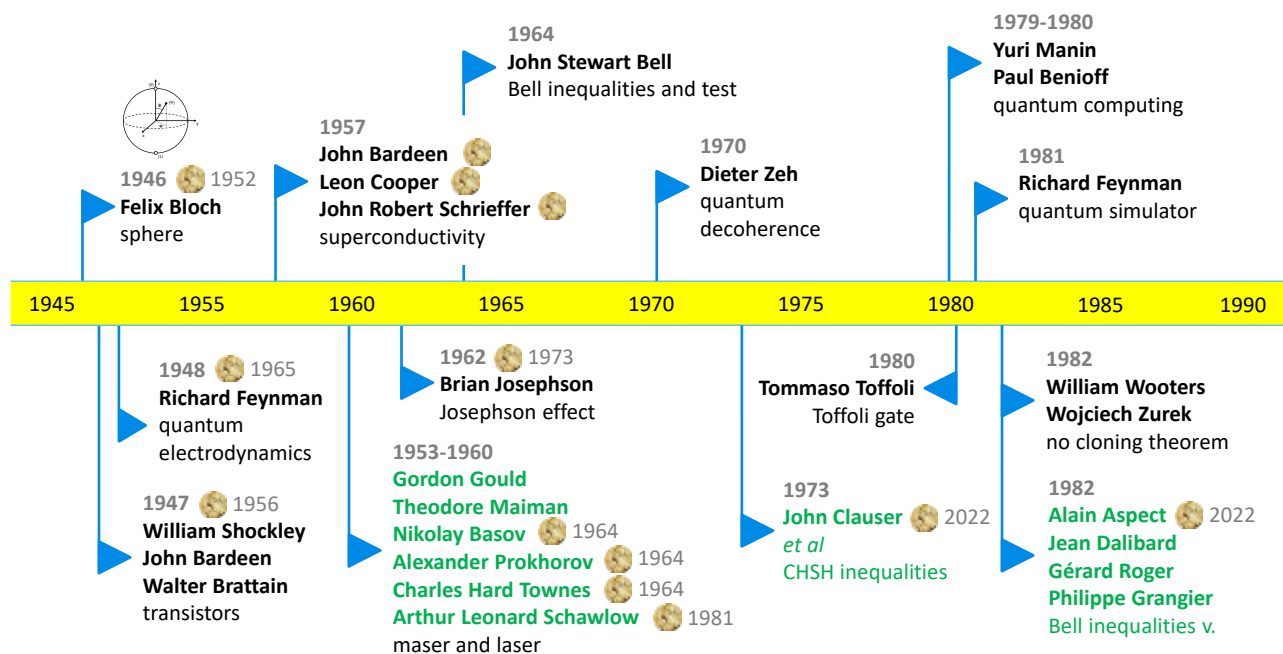 1964
John Stewart Bell
Bell inequalities and test
1979-1980
Yuri Manin
Paul Benioff
quantum computing
1957
John Bardeen
Leon Cooper
John Robert Schrieffer
superconductivity
1970
Dieter Zeh
quantum
decoherence
1981
Richard Feynman
quantum simulator
1946 1952
Felix Bloch
sphere
1945 1955 1960 1965 1970 1975 1980 1985 1990
1948 1965
Richard Feynman
quantum
electrodynamics
1947 1956
William Shockley
John Bardeen
Walter Brattain
transistors
1962 1973
Brian Josephson
Josephson effect
1953-1960
Gordon Gould
Theodore Maiman
Nikolay Basov 1964
Alexander Prokhorov 1964
Charles Hard Townes 1964
Arthur Leonard Schawlow 1981
maser and laser
1980
Tommaso Toffoli
Toffoli gate
1973
John Clauser 2022
et al
CHSH inequalities
1982
William Wooters
Wojciech Zurek
no cloning theorem
1982
Alain Aspect 2022
Jean Dalibard
Gérard Roger
Philippe Grangier
Bell inequalities v.